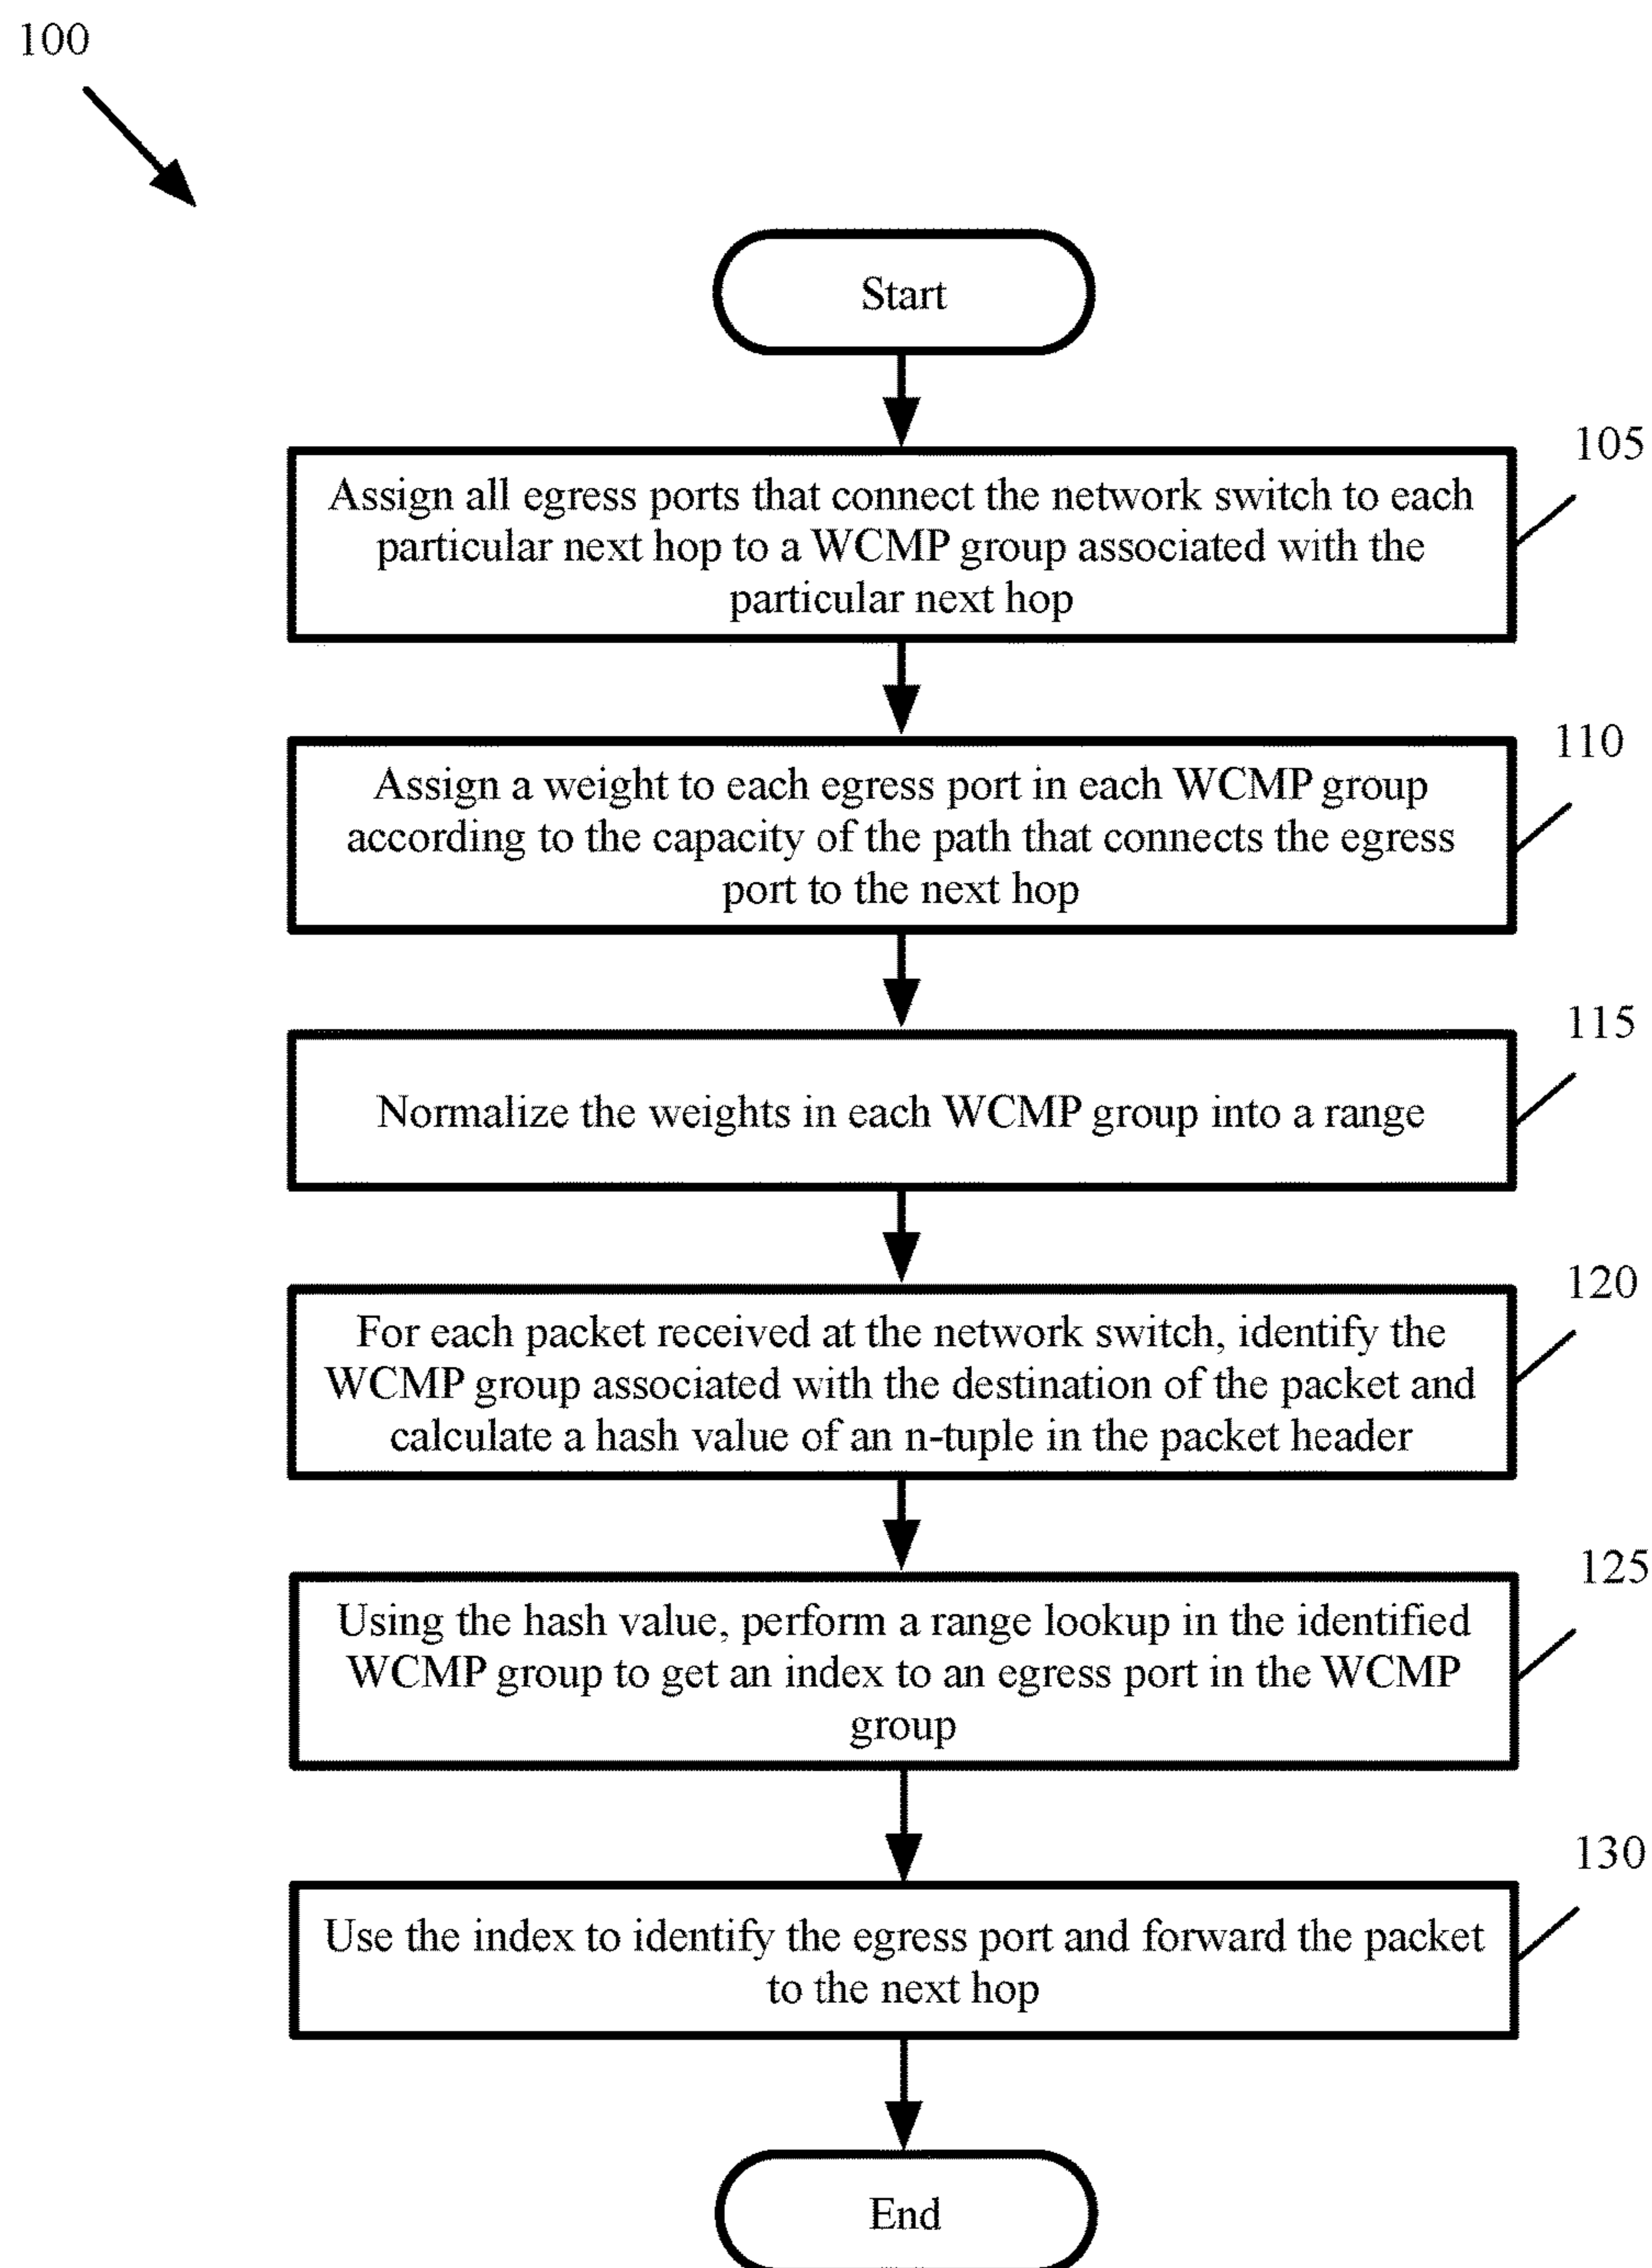 100
Start
105
Assign all egress ports that connect the network switch to each
particular next hop to a WCMP group associated with the
particular next hop
110
Assign a weight to each egress port in each WCMP group
according to the capacity of the path that connects the egress
port to the next hop
115
Normalize the weights in each WCMP group into a range
120
For each packet received at the network switch, identify the
WCMP group associated with the destination of the packet and
calculate a hash value of an n-tuple in the packet header
125
Using the hash value, perform a range lookup in the identified
WCMP group to get an index to an egress port in the WCMP
group
130
Use the index to identify the egress port and forward the packet
to the next hop
End